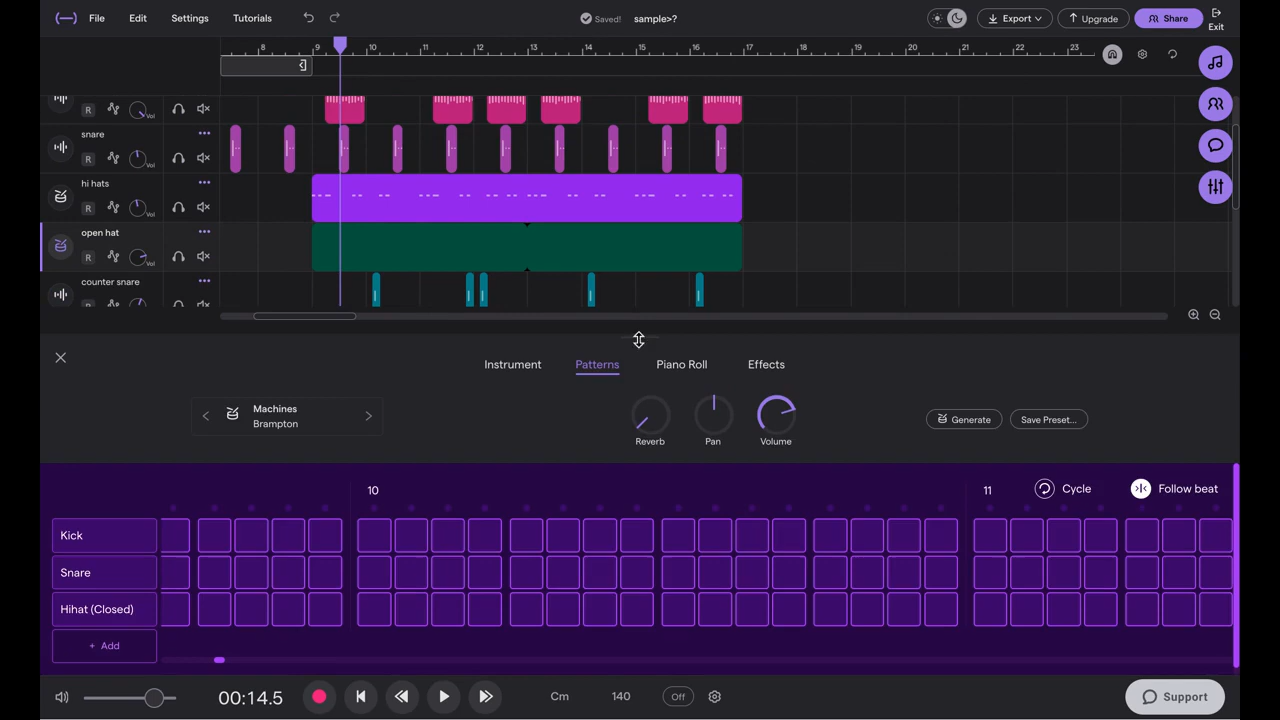 File Edit Settings Tutorials Saved! sample>? Export Upgrade Share Exit
8 9 10 11 12 13 14 15 16 17 18 19 20 21 22 23
R Vol
snare
R Vol
hi hats
R Vol
open hat
R Vol
counter snare
R
Instrument Patterns Piano Roll Effects
Machines
Brampton
Generate Save Preset...
Reverb Pan Volume
10 11 Cycle Follow beat
Kick
Snare
Hihat (Closed)
+ Add
00:14.5 Cm 140 Off Support